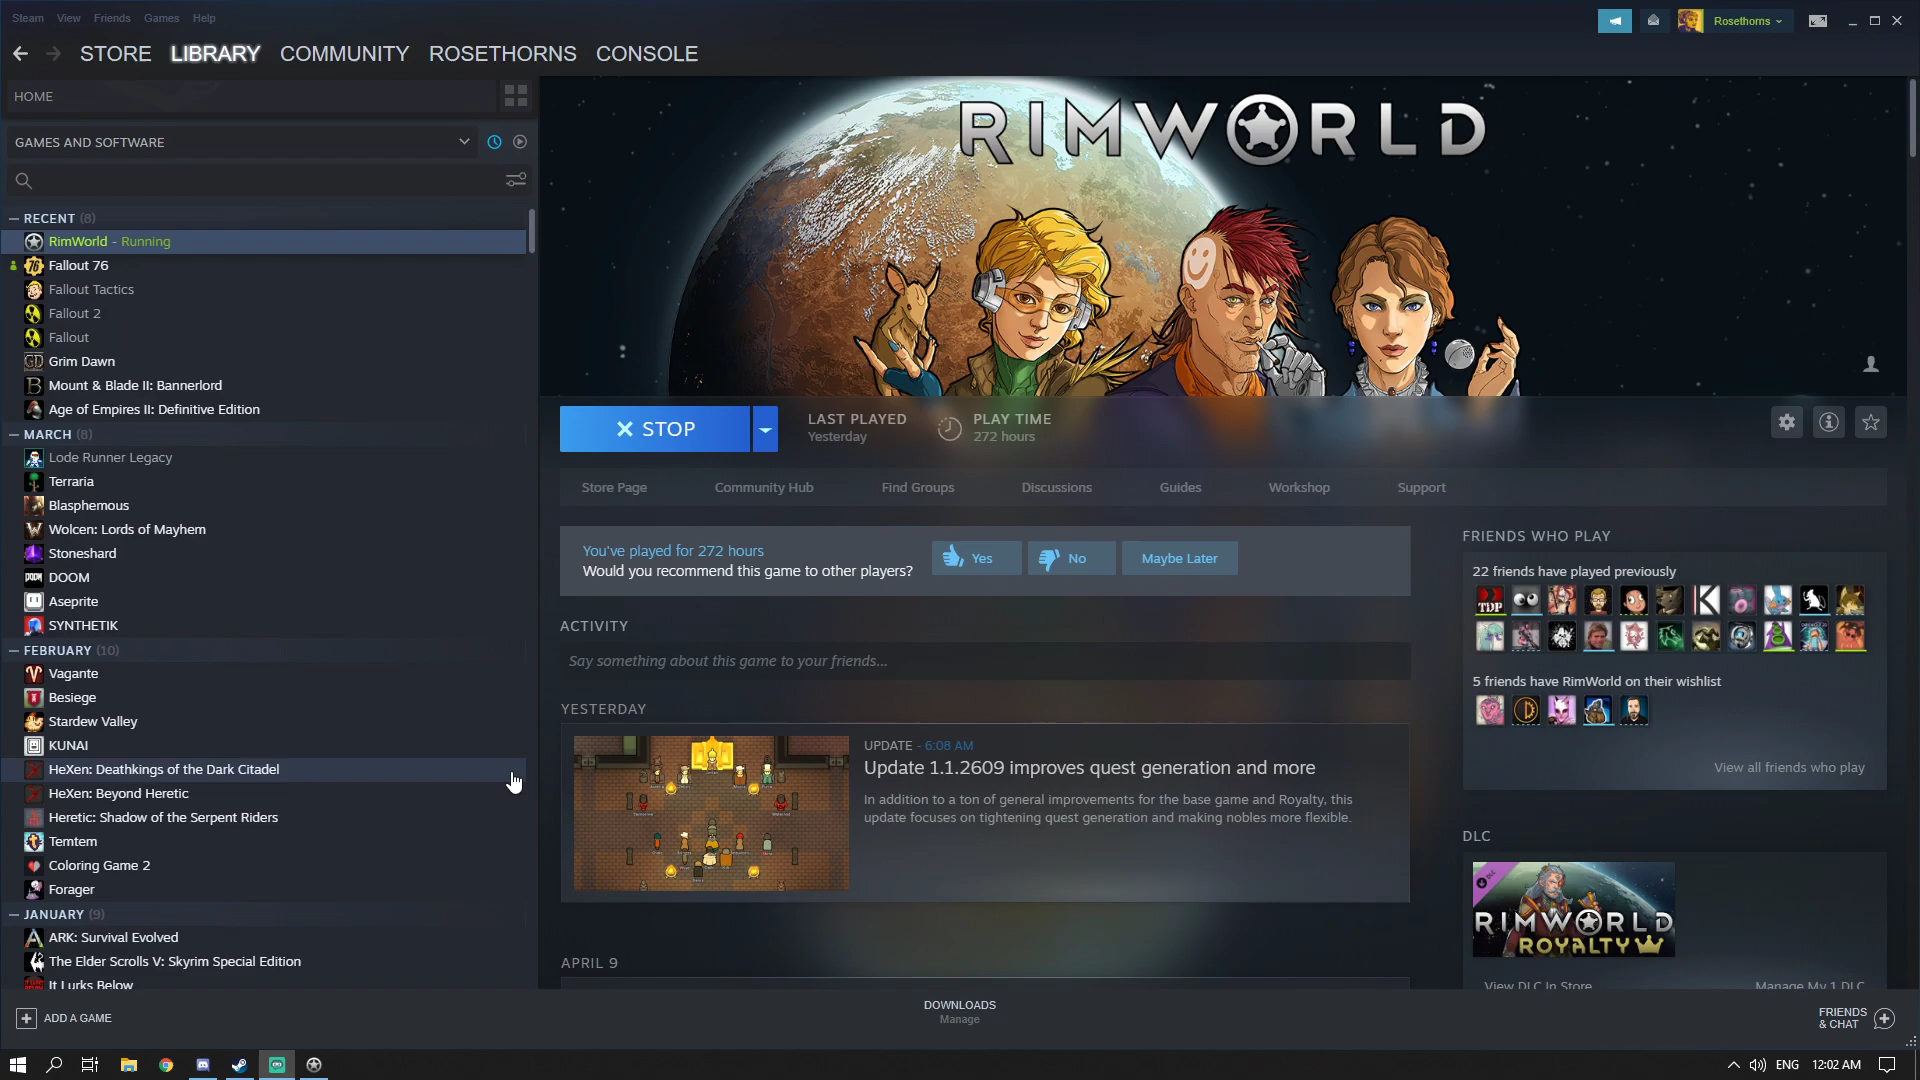 Steam View Friends Games Help
Rosethorns
STORE LIBRARY COMMUNITY ROSETHORNS CONSOLE
HOME
GAMES AND SOFTWARE
— RECENT (8)
RimWorld - Running
Fallout 76
Fallout Tactics
Fallout 2
Fallout
Grim Dawn
Mount & Blade II: Bannerlord
Age of Empires II: Definitive Edition
— MARCH (8)
Lode Runner Legacy
Terraria
Blasphemous
Wolcen: Lords of Mayhem
Stoneshard
DOOM
Aseprite
SYNTHETIK
— FEBRUARY (10)
Vagante
Besiege
Stardew Valley
KUNAI
HeXen: Deathkings of the Dark Citadel
HeXen: Beyond Heretic
Heretic: Shadow of the Serpent Riders
Temtem
Coloring Game 2
Forager
— JANUARY (9)
ARK: Survival Evolved
The Elder Scrolls V: Skyrim Special Edition
It Lurks Below
ADD A GAME
RIMWORLD
STOP
LAST PLAYED
Yesterday
PLAY TIME
272 hours
Store Page Community Hub Find Groups Discussions Guides Workshop Support
You've played for 272 hours
Would you recommend this game to other players?
Yes No Maybe Later
ACTIVITY
Say something about this game to your friends...
YESTERDAY
UPDATE - 6:08 AM
Update 1.1.2609 improves quest generation and more
In addition to a ton of general improvements for the base game and Royalty, this
update focuses on tightening quest generation and making nobles more flexible.
APRIL 9
FRIENDS WHO PLAY
22 friends have played previously
TDP
5 friends have RimWorld on their wishlist
View all friends who play
DLC
DLC
RIMWORLD
ROYALTY
View DLC In Store Manage My 1 DLC
DOWNLOADS
Manage
FRIENDS
& CHAT
ENG 12:02 AM